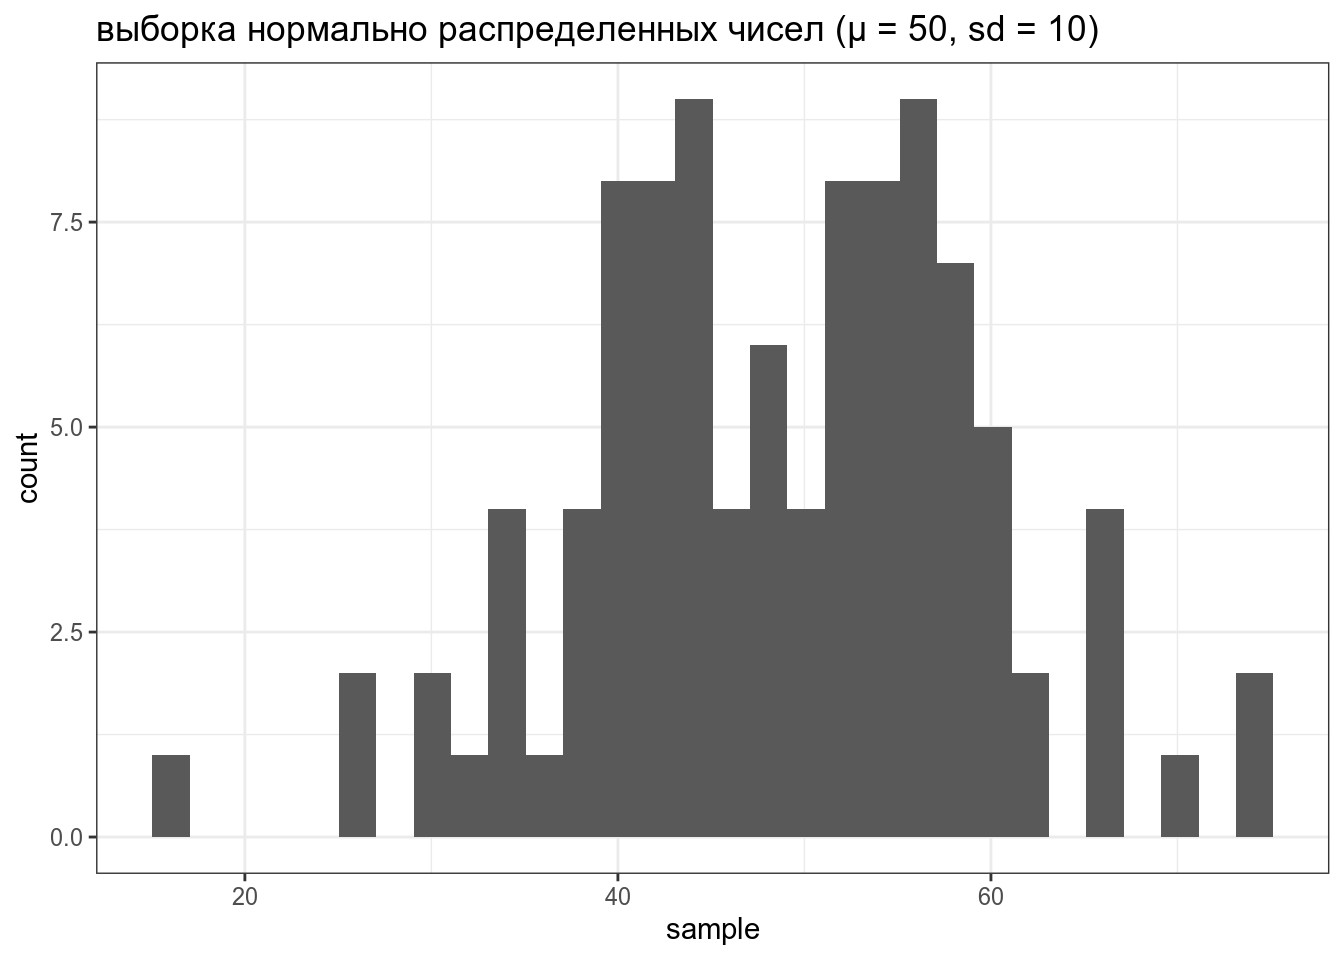 выборка нормально распределенных чисел (μ = 50, sd = 10)
7.5
5.0
2.5
0.0
count
20 40 60
sample